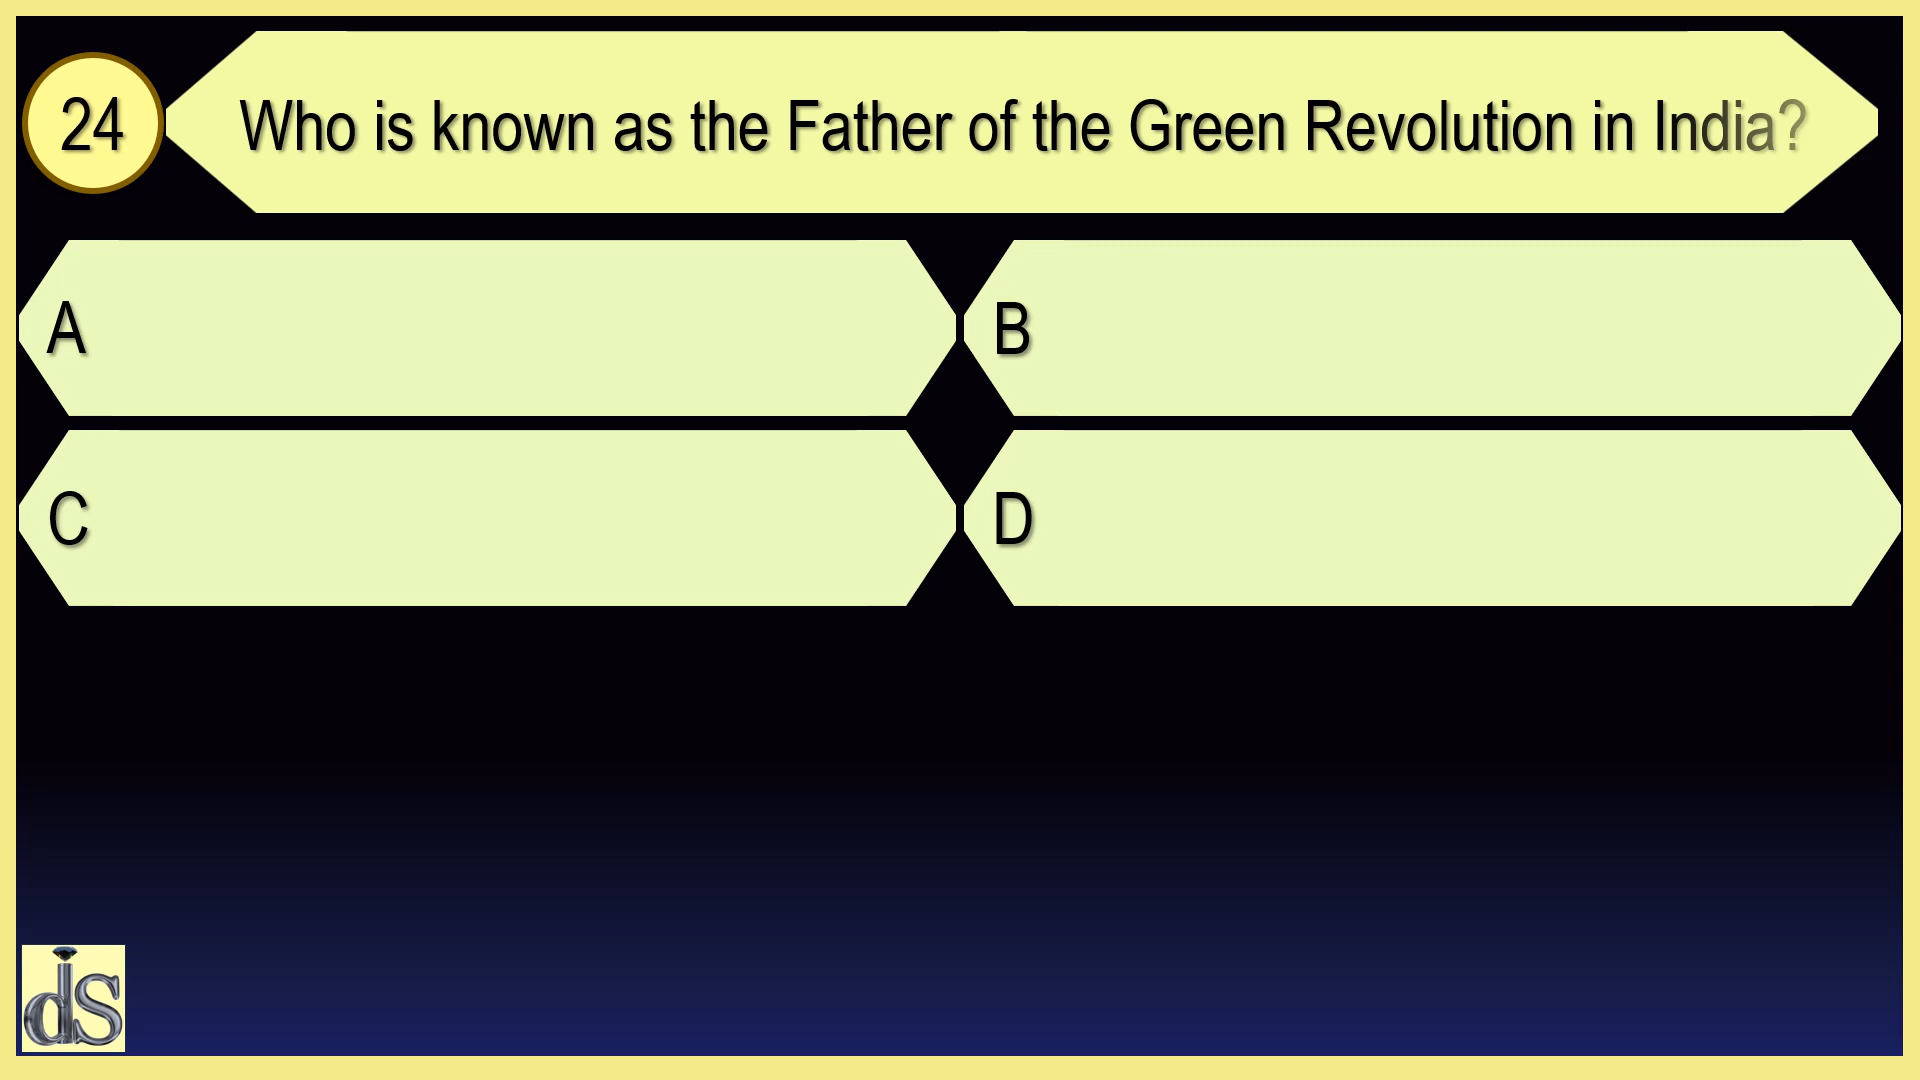 24
Who is known as the Father of the Green Revolution in India?
A
B
C
D
ds